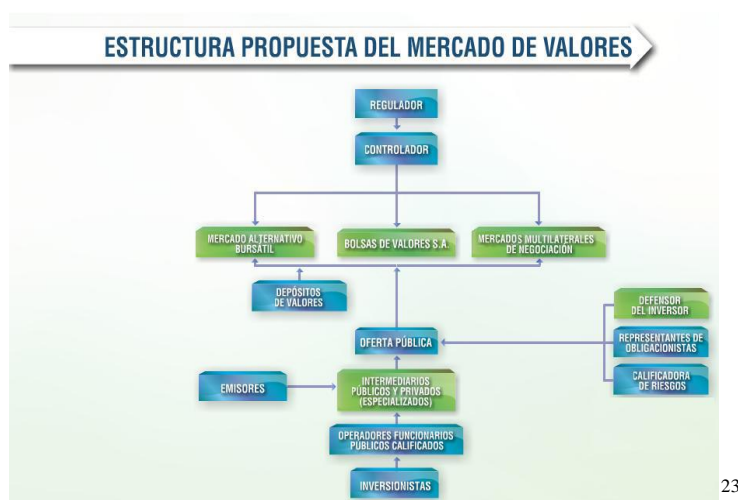 ESTRUCTURA PROPUESTA DEL MERCADO DE VALORES
REGULADOR
CONTROLADOR
MERCADO ALTERNATIVO
BURSÁTIL
BOLSAS DE VALORES S.A.
MERCADOS MULTILATERALES
DE NEGOCIACIÓN
DEPÓSITOS
DE VALORES
DEFENSOR
DEL INVERSOR
OFERTA PÚBLICA
REPRESENTANTES DE
OBLIGACIONISTAS
EMISORES
INTERMEDIARIOS
PÚBLICOS Y PRIVADOS
(ESPECIALIZADOS)
CALIFICADORA
DE RIESGOS
OPERADORES FUNCIONARIOS
PÚBLICOS CALIFICADOS
INVERSIONISTAS
23